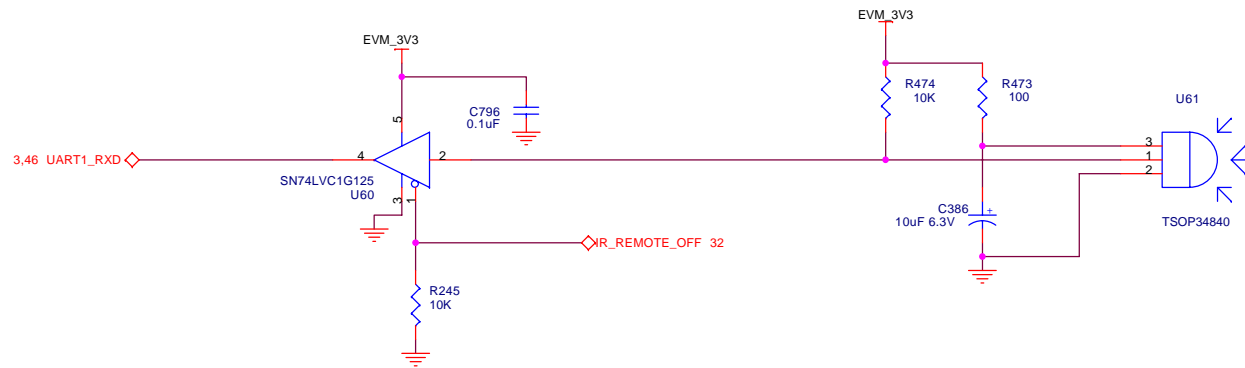 EVM_3V3
EVM_3V3
R474
10K
R473
100
U61
C796
0.1uF
5
3,46 UART1_RXD
4
2
3
1
2
SN74LVC1G125
U60
3
1
C386
10uF 6.3V
+
TSOP34840
IR_REMOTE_OFF 32
R245
10K